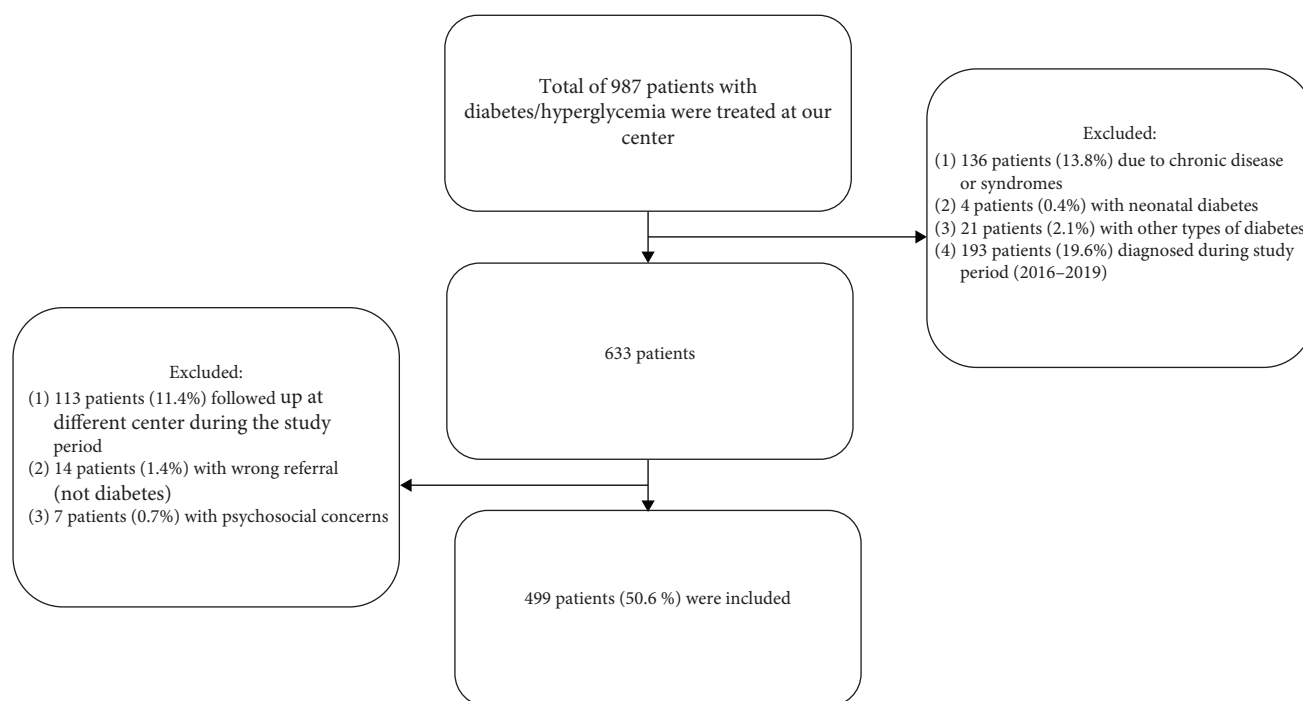 Total of 987 patients with
diabetes/hyperglycemia were treated at our
center
Excluded:
(1) 136 patients (13.8%) due to chronic disease
or syndromes
(2) 4 patients (0.4%) with neonatal diabetes
(3) 21 patients (2.1%) with other types of diabetes
(4) 193 patients (19.6%) diagnosed during study
period (2016–2019)
633 patients
Excluded:
(1) 113 patients (11.4%) followed up at
different center during the study
period
(2) 14 patients (1.4%) with wrong referral
(not diabetes)
(3) 7 patients (0.7%) with psychosocial concerns
499 patients (50.6 %) were included